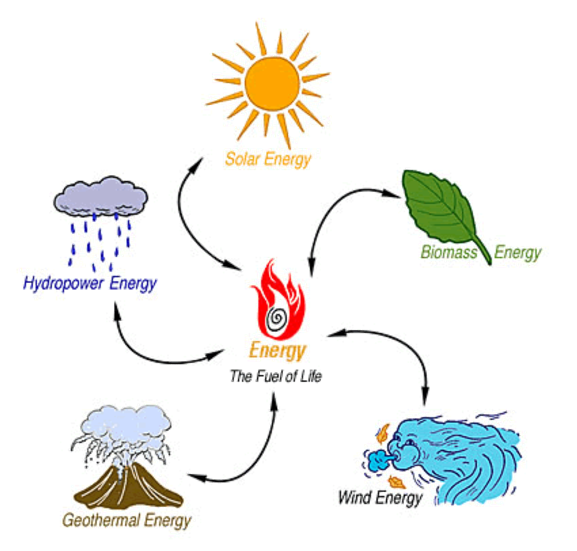 Solar Energy
Biomass Energy
Hydropower Energy
Energy
The Fuel of Life
Wind Energy
Geothermal Energy